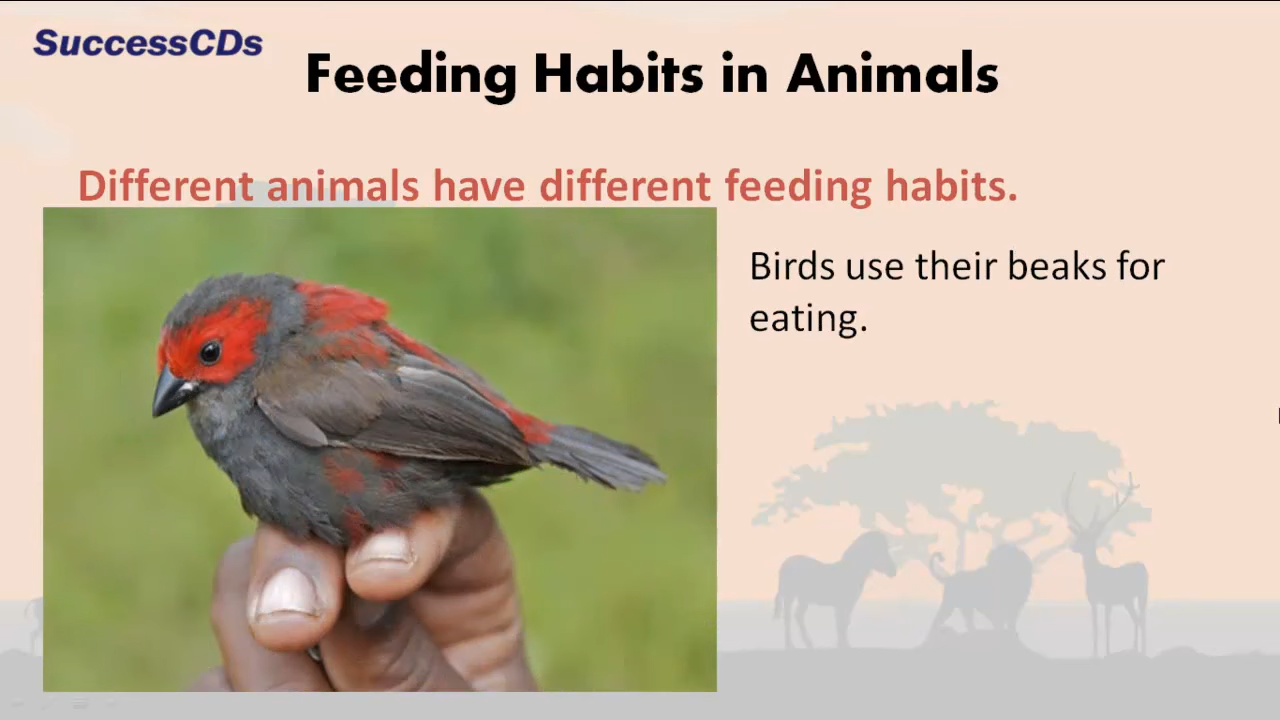 SuccessCDs
Feeding Habits in Animals
Different animals have different feeding habits.
Birds use their beaks for
eating.